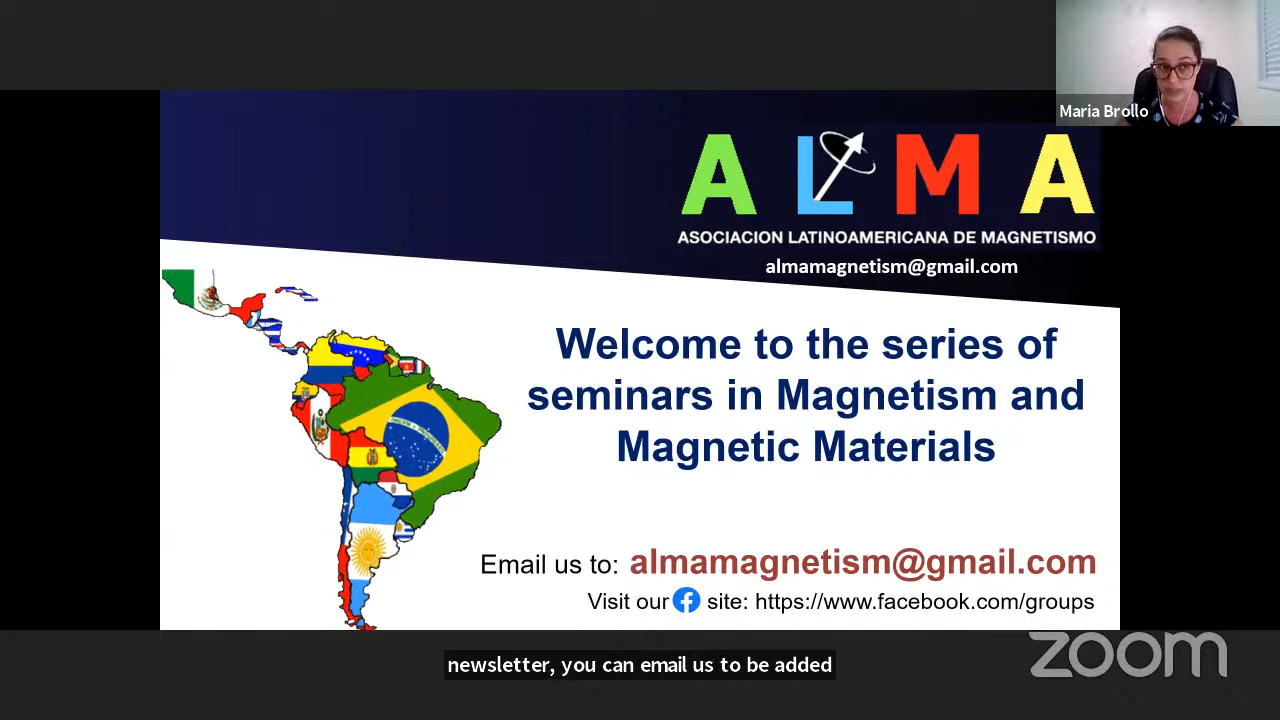 Maria Brollo
ALMA
ASOCIACION LATINOAMERICANA DE MAGNETISMO
almamagnetism@gmail.com
Welcome to the series of
seminars in Magnetism and
Magnetic Materials
Email us to: almamagnetism@gmail.com
Visit our site: https://www.facebook.com/groups
zoom
newsletter, you can email us to be added